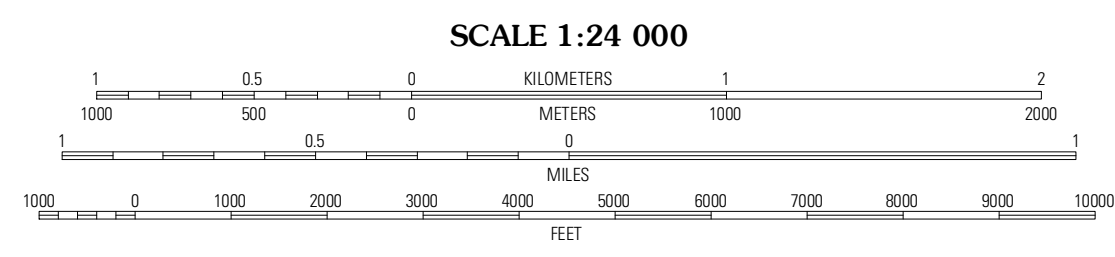 SCALE 1:24 000
1 0.5 0 KILOMETERS 1 2
1000 500 0 METERS 1000 2000
1 0.5 0 1
MILES
1000 0 1000 2000 3000 4000 5000 6000 7000 8000 9000 10000
FEET